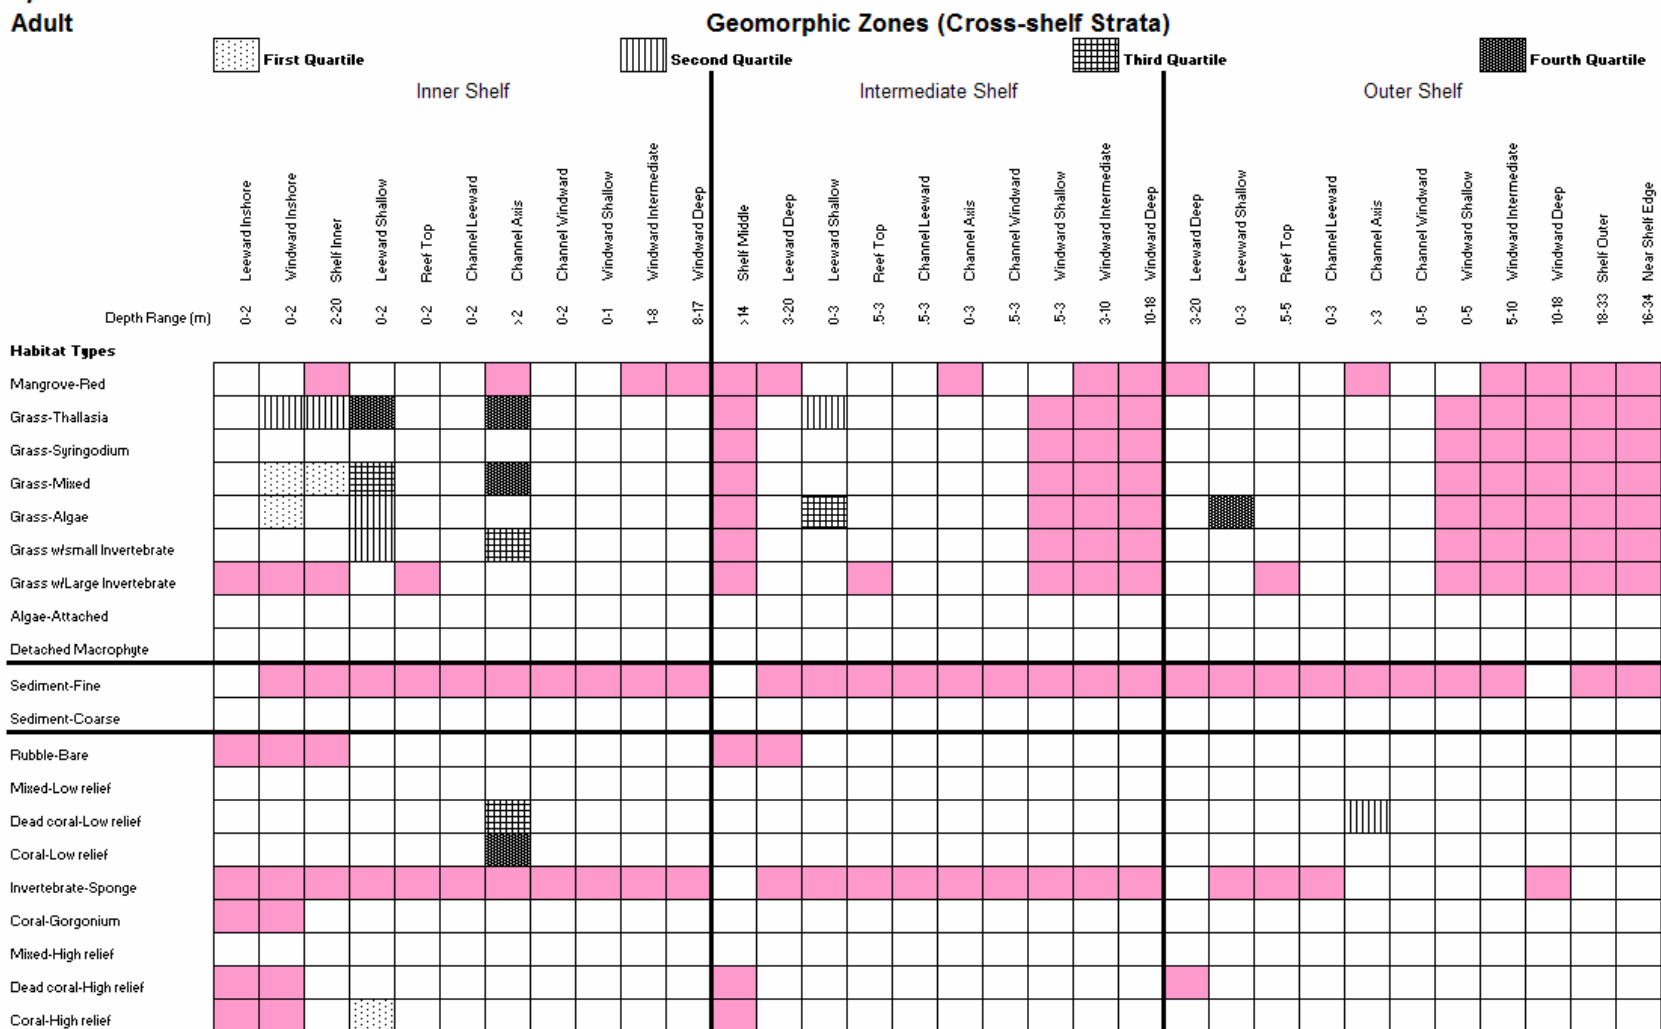 Adult
Geomorphic Zones (Cross-shelf Strata)
First Quartile
Second Quartile
Third Quartile
Fourth Quartile
Inner Shelf
Intermediate Shelf
Outer Shelf
Leeward Inshore
Windward Inshore
Shelf Inner
Leeward Shallow
Reef Top
Channel Leeward
Channel Axis
Channel Windward
Windward Shallow
Windward Intermediate
Windward Deep
Shelf Middle
Leeward Deep
Leeward Shallow
Reef Top
Channel Leeward
Channel Axis
Channel Windward
Windward Shallow
Windward Intermediate
Windward Deep
Leeward Deep
Leeward Shallow
Reef Top
Channel Leeward
Channel Axis
Channel Windward
Windward Shallow
Windward Intermediate
Windward Deep
Shelf Outer
Near Shelf Edge
Depth Range (m) 0-2 0-2 2-20 0-2 0-2 0-2 >2 0-2 0-1 1-8 8-17 >14 3-20 0-3 .5-3 .5-3 0-3 .5-3 .5-3 3-10 10-18 3-20 0-3 .5-5 0-3 >3 0-5 0-5 5-10 10-18 18-33 16-34
Habitat Types
Mangrove-Red
Grass-Thallasia
Grass-Syringodium
Grass-Mixed
Grass-Algae
Grass w/small Invertebrate
Grass w/Large Invertebrate
Algae-Attached
Detached Macrophyte
Sediment-Fine
Sediment-Coarse
Rubble-Bare
Mixed-Low relief
Dead coral-Low relief
Coral-Low relief
Invertebrate-Sponge
Coral-Gorgonium
Mixed-High relief
Dead coral-High relief
Coral-High relief